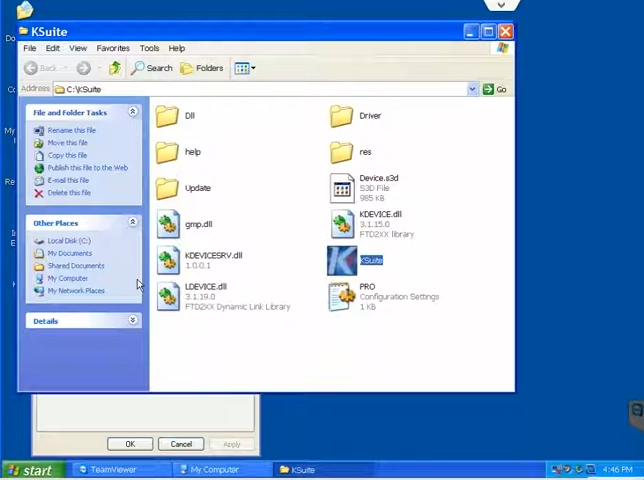 KSuite
File Edit View Favorites Tools Help
Back Search Folders
Address C:\KSuite Go
File and Folder Tasks
Rename this file
Move this file
Copy this file
Publish this file to the Web
E-mail this file
Delete this file
Other Places
Local Disk (C:)
My Documents
Shared Documents
My Computer
My Network Places
Details
Dll
Driver
help
res
Update
Device.s3d
S3D File
985 KB
gmp.dll
KDEVICE.dll
3.1.15.0
FTD2XX library
KDEVICESRV.dll
1.0.0.1
KSuite
LDEVICE.dll
3.1.19.0
FTD2XX Dynamic Link Library
PRO
Configuration Settings
1 KB
OK Cancel Apply
start TeamViewer My Computer KSuite 4:46 PM